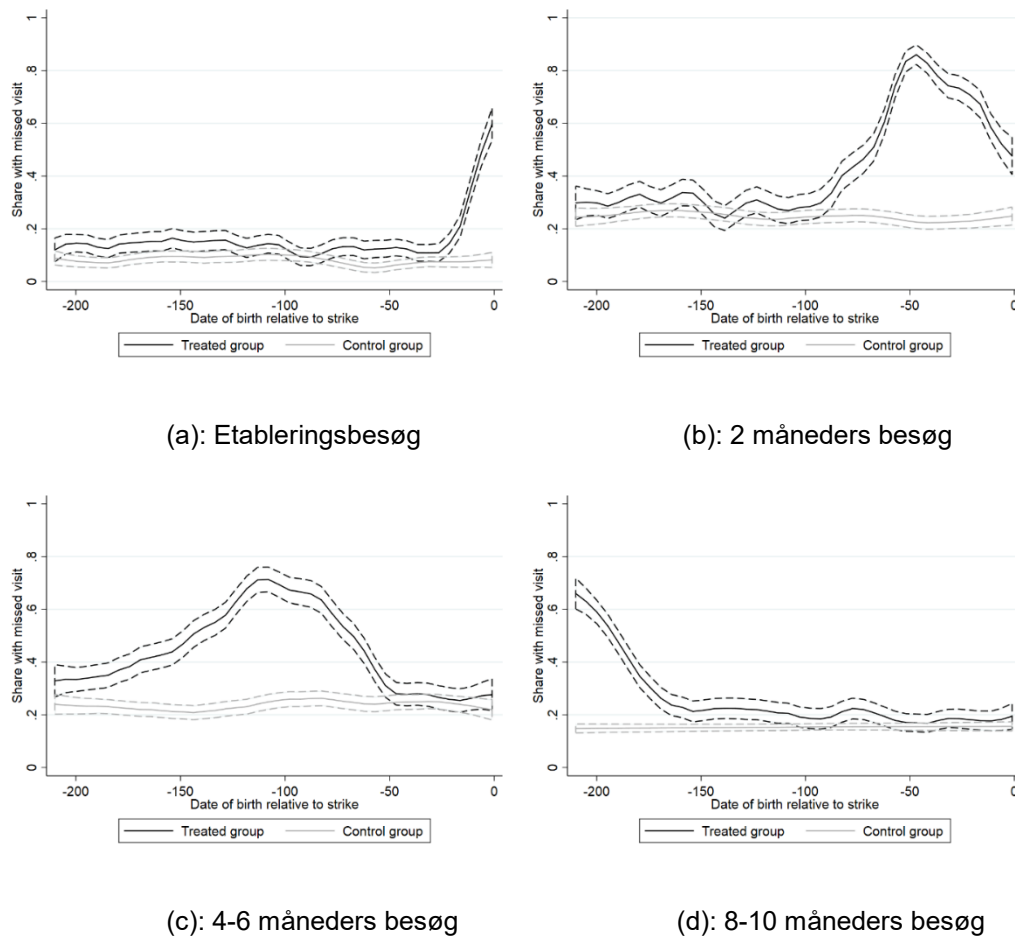 1
.8
.6
.4
.2
0
Share with missed visit
-200 -150 -100 -50 0
Date of birth relative to strike
Treated group Control group
(a): Etableringsbesøg
1
.8
.6
.4
.2
0
Share with missed visit
-200 -150 -100 -50 0
Date of birth relative to strike
Treated group Control group
(b): 2 måneders besøg
1
.8
.6
.4
.2
0
Share with missed visit
-200 -150 -100 -50 0
Date of birth relative to strike
Treated group Control group
(c): 4-6 måneders besøg
1
.8
.6
.4
.2
0
Share with missed visit
-200 -150 -100 -50 0
Date of birth relative to strike
Treated group Control group
(d): 8-10 måneders besøg